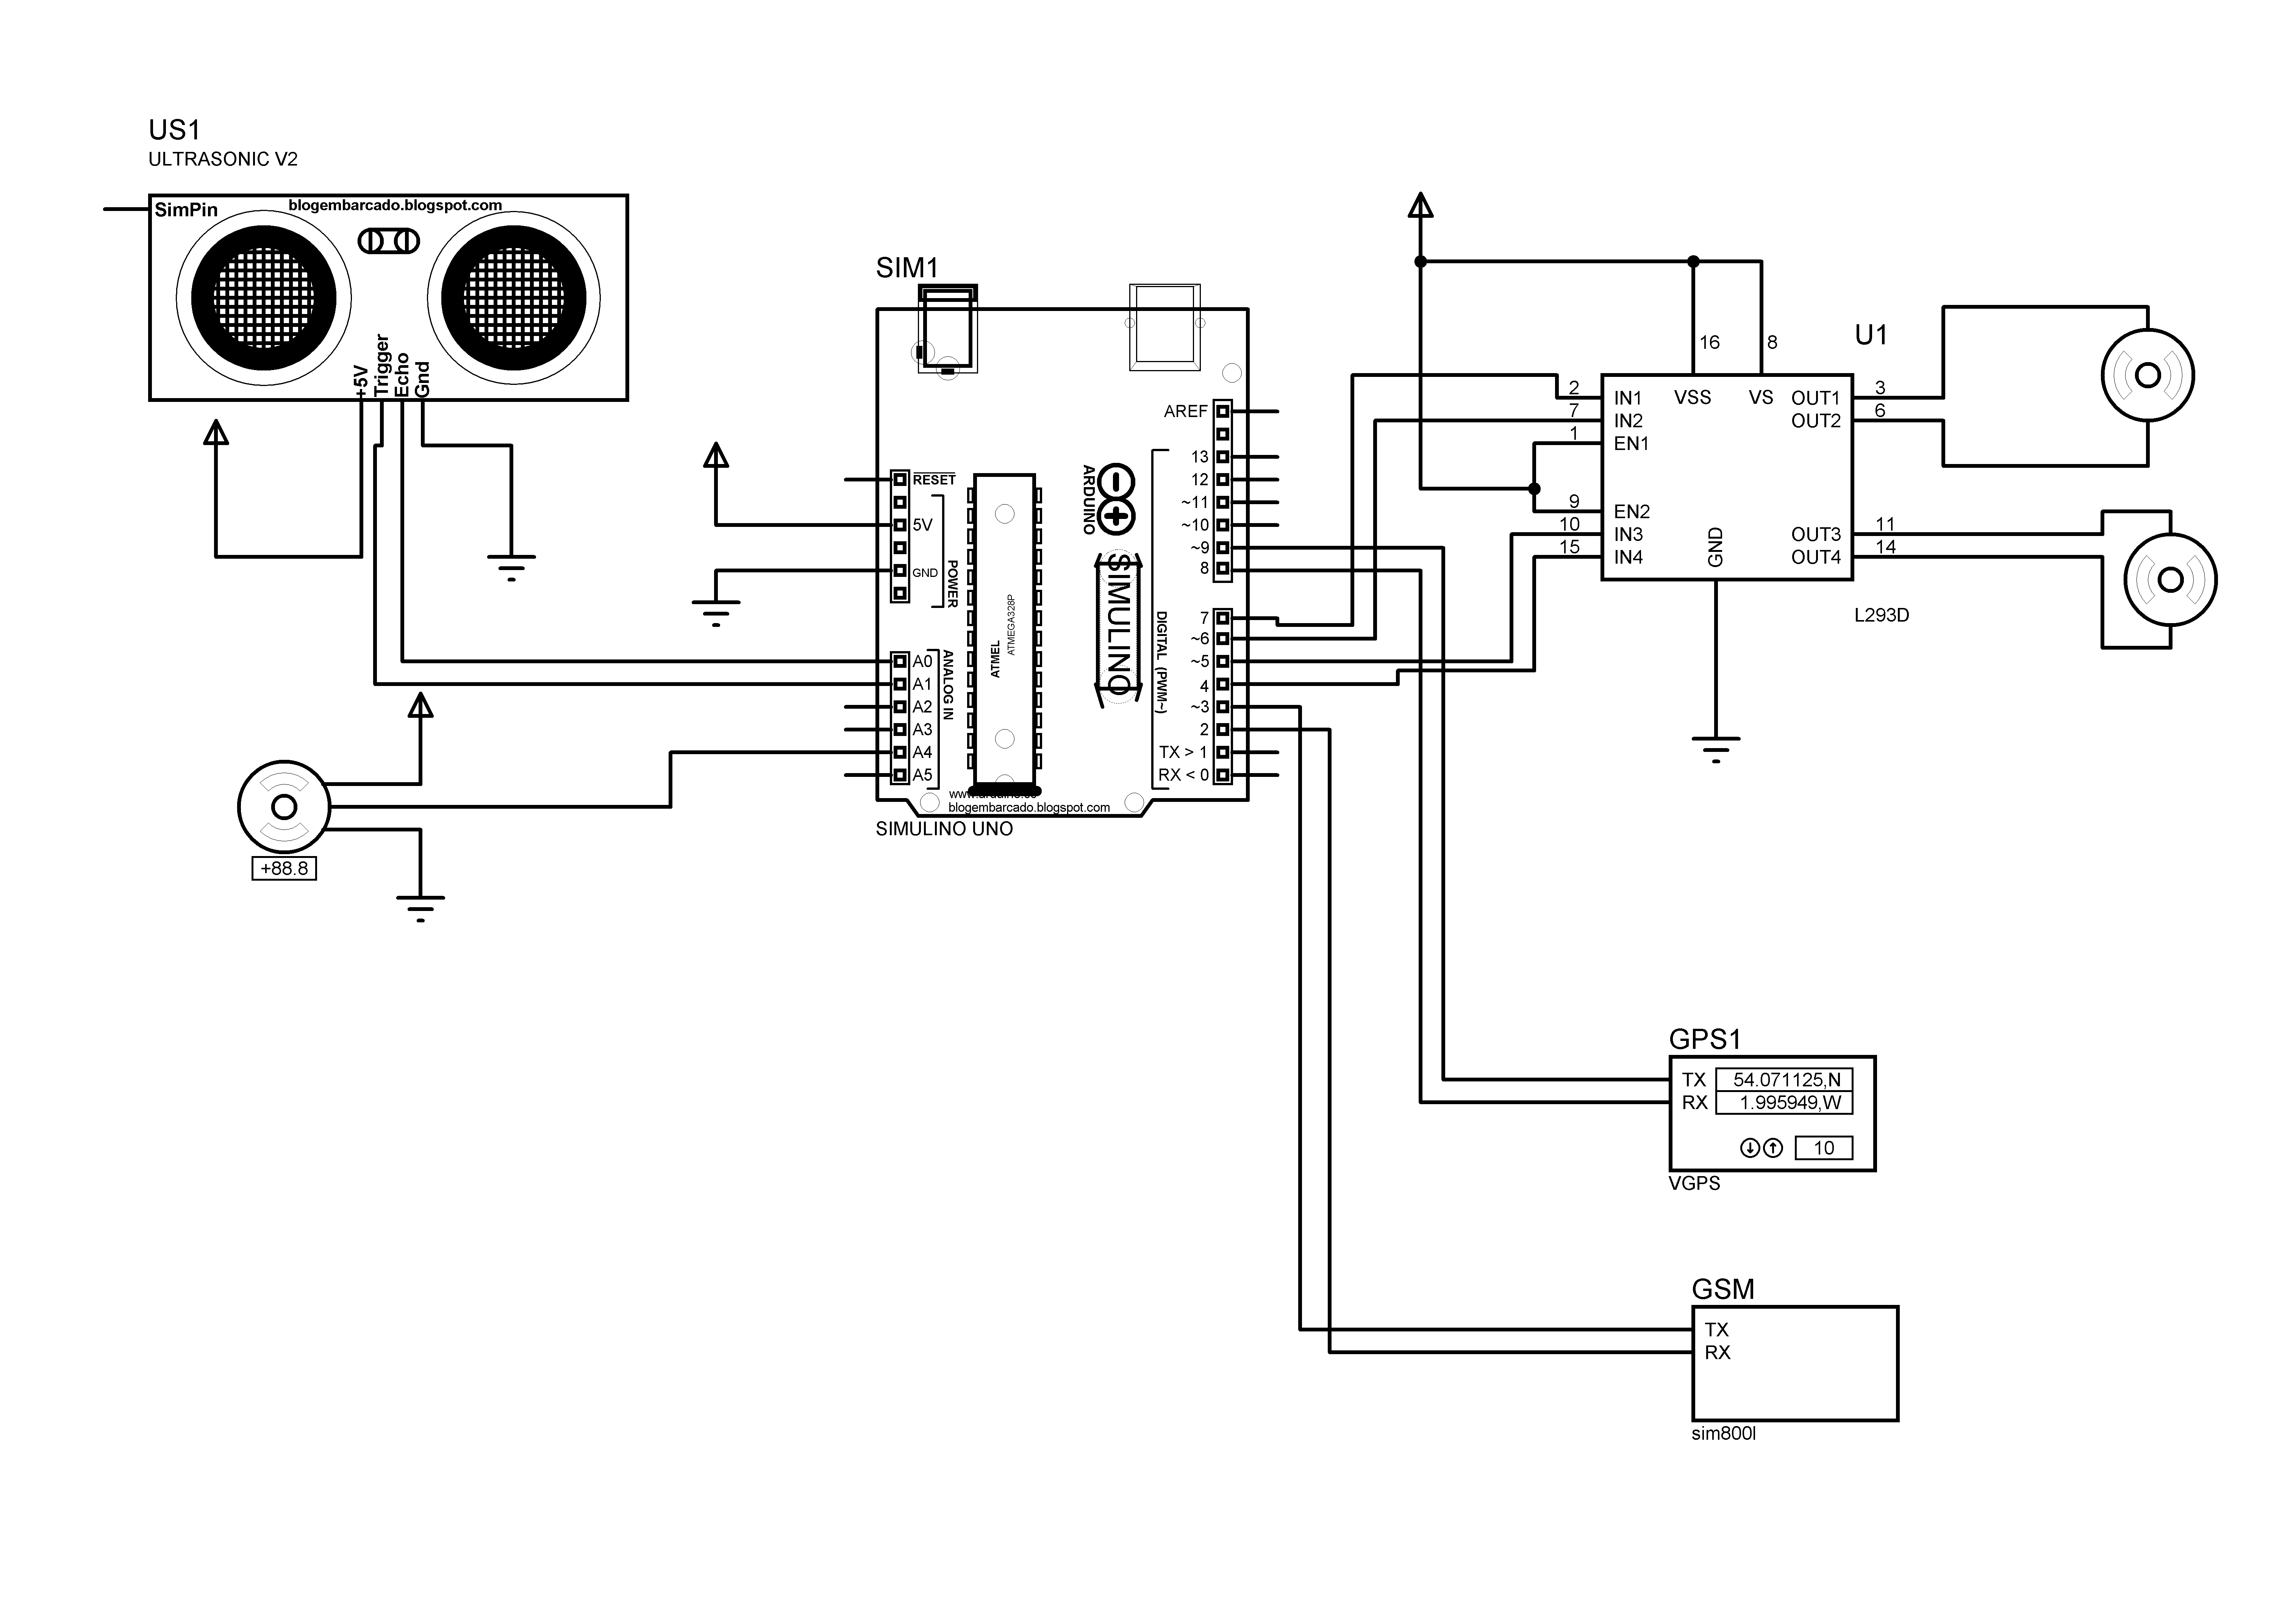 US1
ULTRASONIC V2
SimPin
blogembarcado.blogspot.com
+5V
Trigger
Echo
Gnd
+88.8
SIM1
AREF
RESET
5V
GND
POWER
A0
A1
A2
A3
A4
A5
ANALOG IN
ATMEL
ATMEGA328P
ARDUINO
SIMULINO
DIGITAL (PWM~)
13
12
~11
~10
~9
8
7
~6
~5
4
~3
2
TX > 1
RX < 0
www.arduino.cc
blogembarcado.blogspot.com
SIMULINO UNO
U1
16
8
2
7
1
9
10
15
IN1
IN2
EN1
EN2
IN3
IN4
VSS
VS
GND
OUT1
OUT2
OUT3
OUT4
3
6
11
14
L293D
GPS1
TX
54.071125,N
RX
1.995949,W
10
VGPS
GSM
TX
RX
sim800l